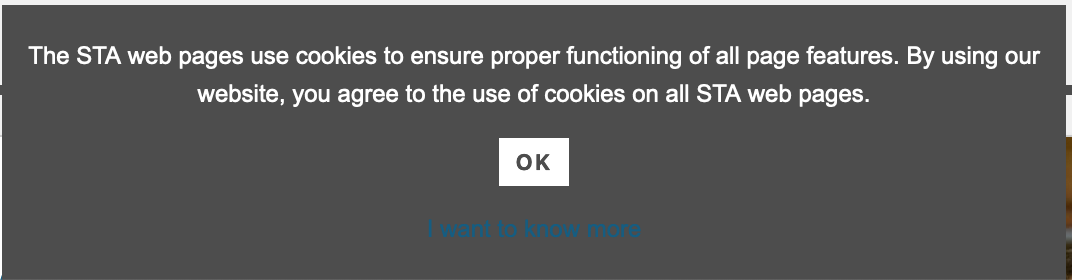 The STA web pages use cookies to ensure proper functioning of all page features. By using our
website, you agree to the use of cookies on all STA web pages.
OK
I want to know more